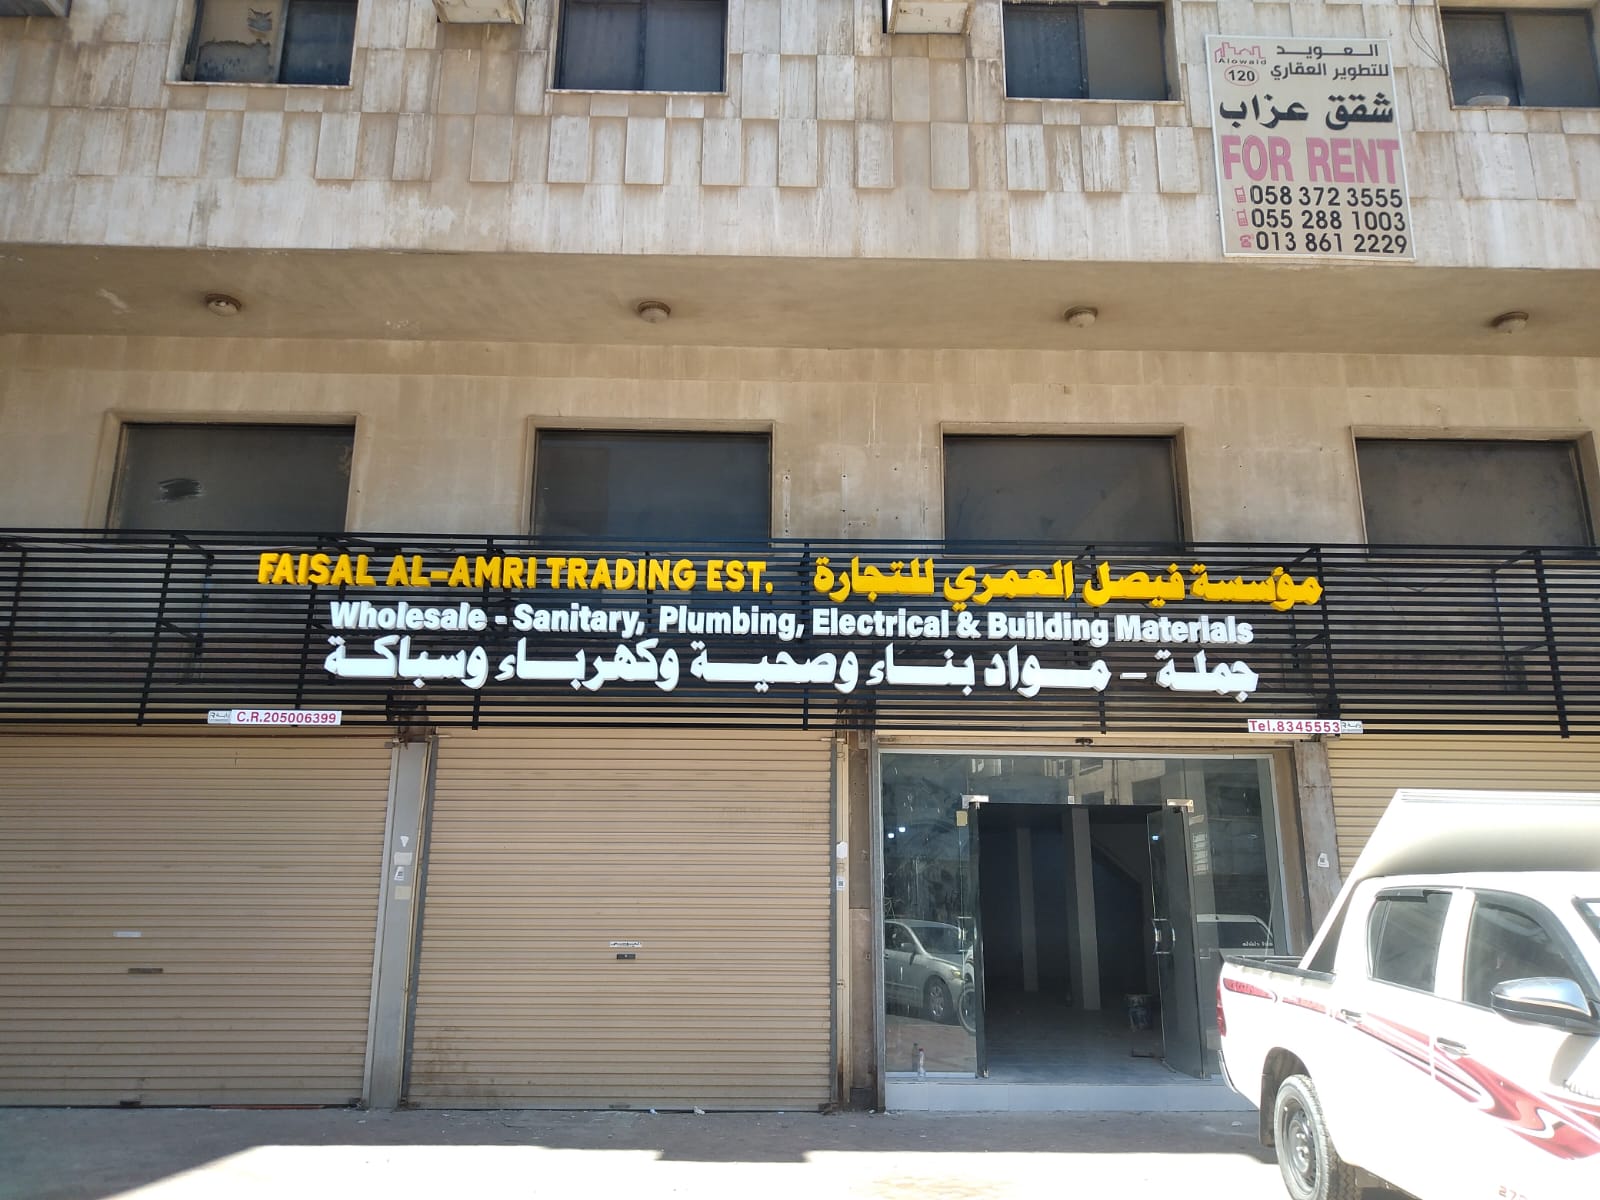 العويد
Alowaid
120
للتطوير العقاري
شقق عزاب
FOR RENT
058 372 3555
055 288 1003
013 861 2229
FAISAL AL-AMRI TRADING EST. مؤسسة فيصل العمري للتجارة
Wholesale - Sanitary, Plumbing, Electrical & Building Materials
جملة - مواد بناء وصحية وكهرباء وسباكة
C.R.205006399
Tel.8345553